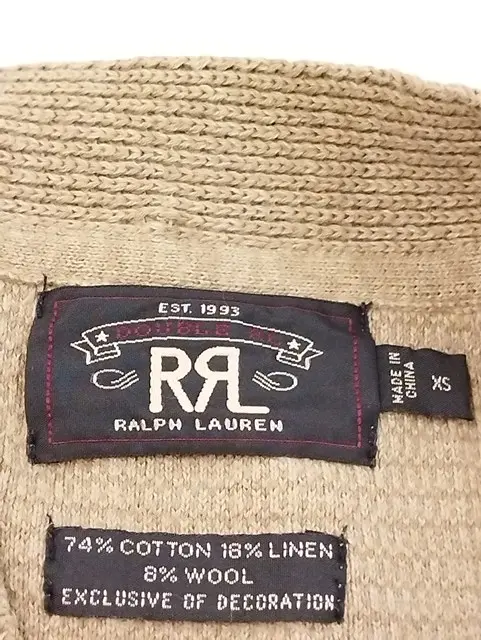 EST. 1993
DOUBLE RL
RRL
RALPH LAUREN
MADE IN
CHINA
XS
74% COTTON 18% LINEN
8% WOOL
EXCLUSIVE OF DECORATION